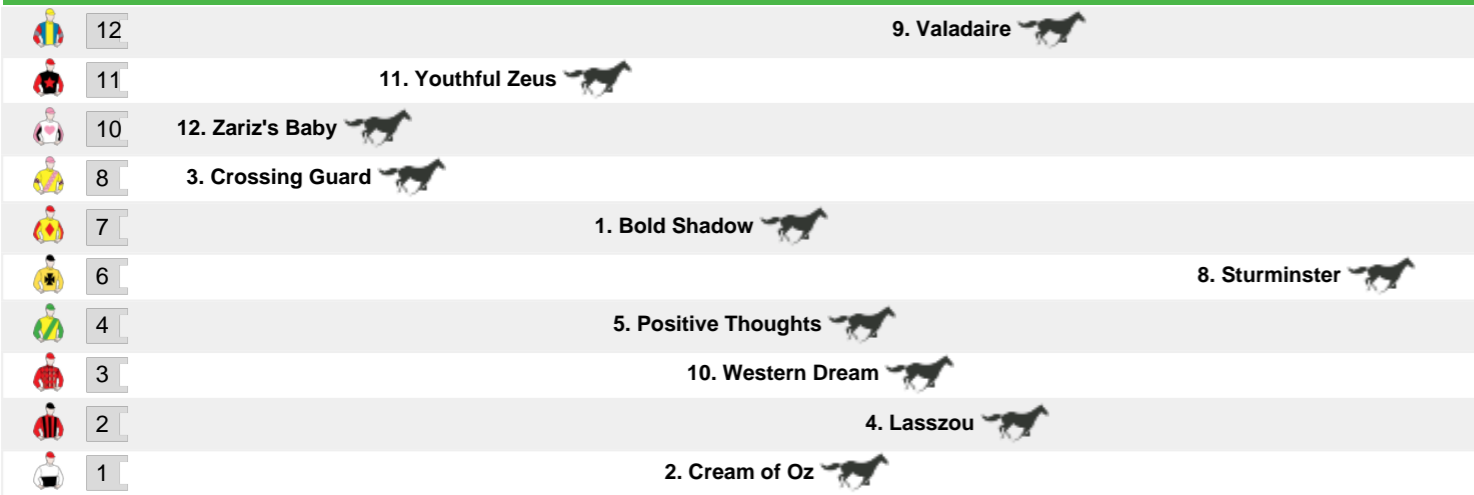 12 9. Valadaire
11 11. Youthful Zeus
10 12. Zariz's Baby
8 3. Crossing Guard
7 1. Bold Shadow
6 8. Sturminster
4 5. Positive Thoughts
3 10. Western Dream
2 4. Lasszou
1 2. Cream of Oz